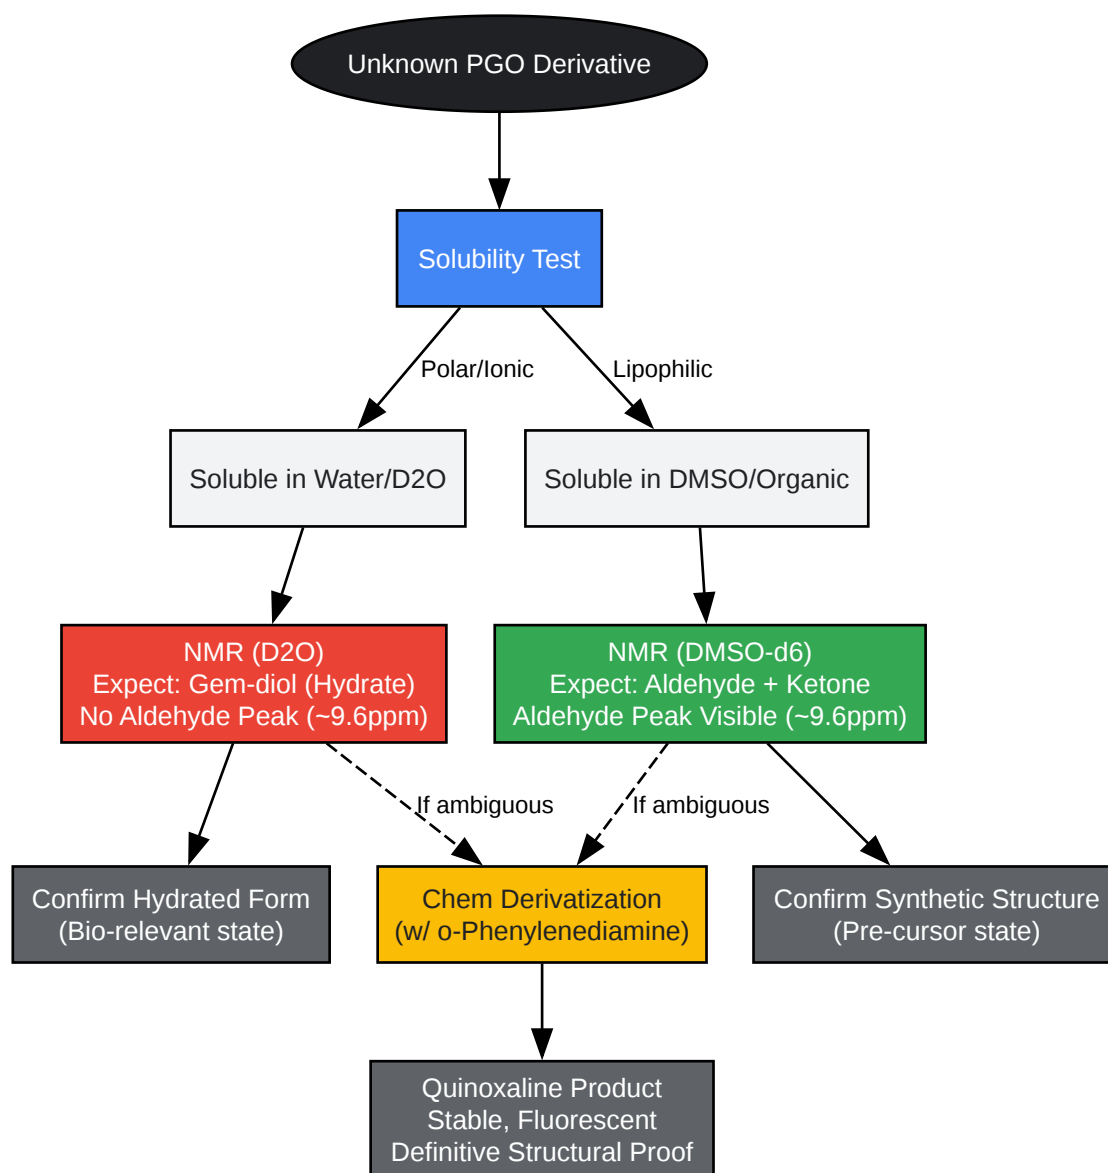 Unknown PGO Derivative
Solubility Test
Polar/Ionic
Lipophilic
Soluble in Water/D2O
Soluble in DMSO/Organic
NMR (D2O)
Expect: Gem-diol (Hydrate)
No Aldehyde Peak (~9.6ppm)
NMR (DMSO-d6)
Expect: Aldehyde + Ketone
Aldehyde Peak Visible (~9.6ppm)
If ambiguous
If ambiguous
Confirm Hydrated Form
(Bio-relevant state)
Chem Derivatization
(w/ o-Phenylenediamine)
Confirm Synthetic Structure
(Pre-cursor state)
Quinoxaline Product
Stable, Fluorescent
Definitive Structural Proof